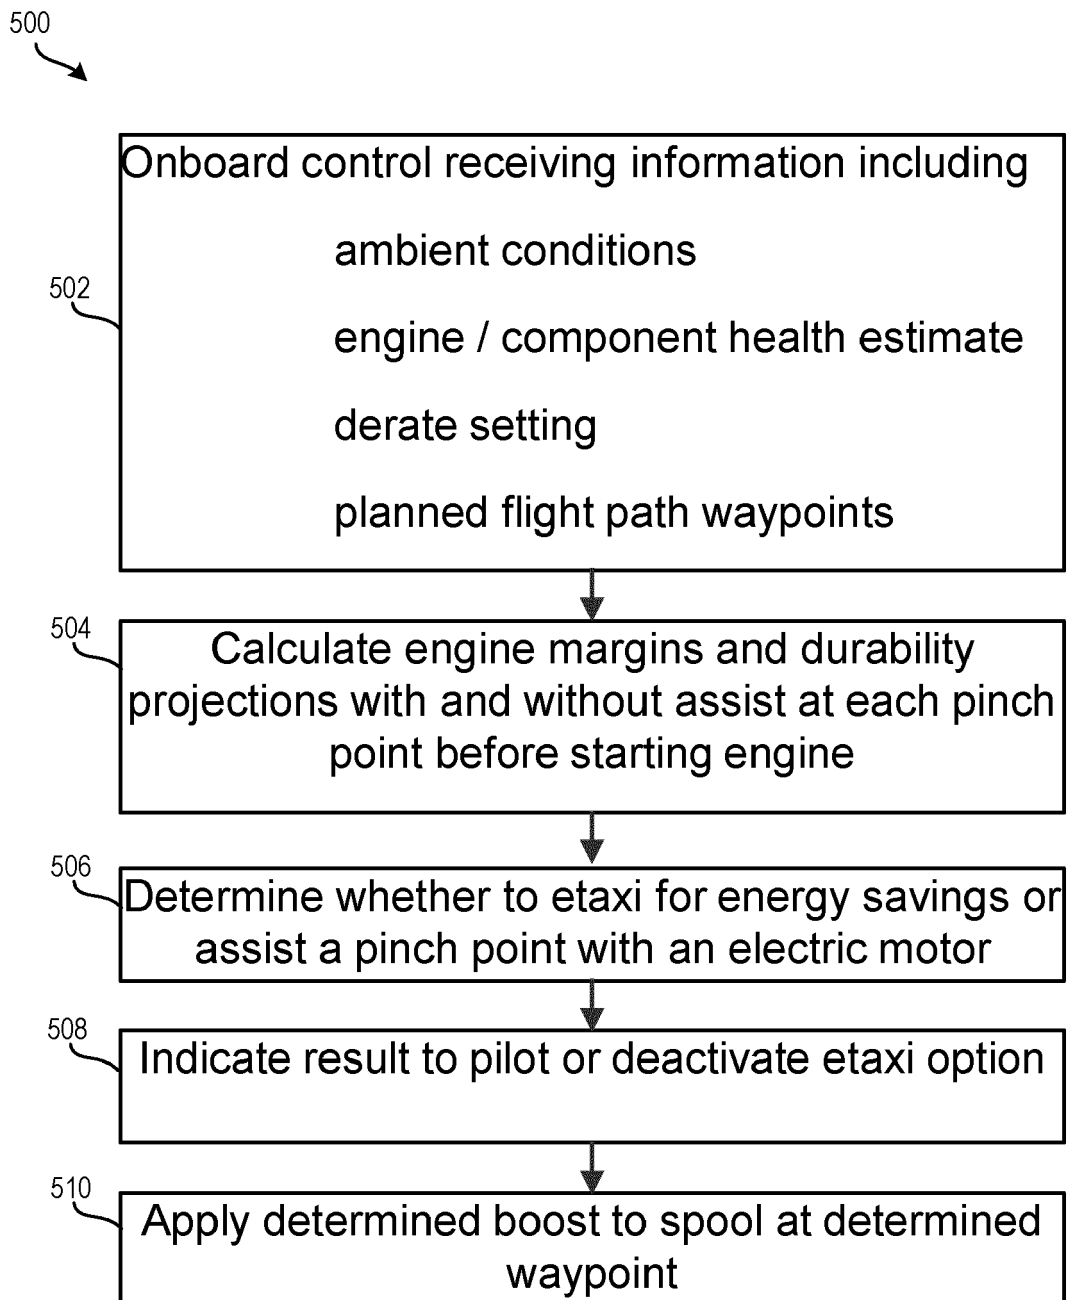 500
Onboard control receiving information including
ambient conditions
502
engine / component health estimate
derate setting
planned flight path waypoints
504
Calculate engine margins and durability
projections with and without assist at each pinch
point before starting engine
506
Determine whether to etaxi for energy savings or
assist a pinch point with an electric motor
508
Indicate result to pilot or deactivate etaxi option
510
Apply determined boost to spool at determined
waypoint